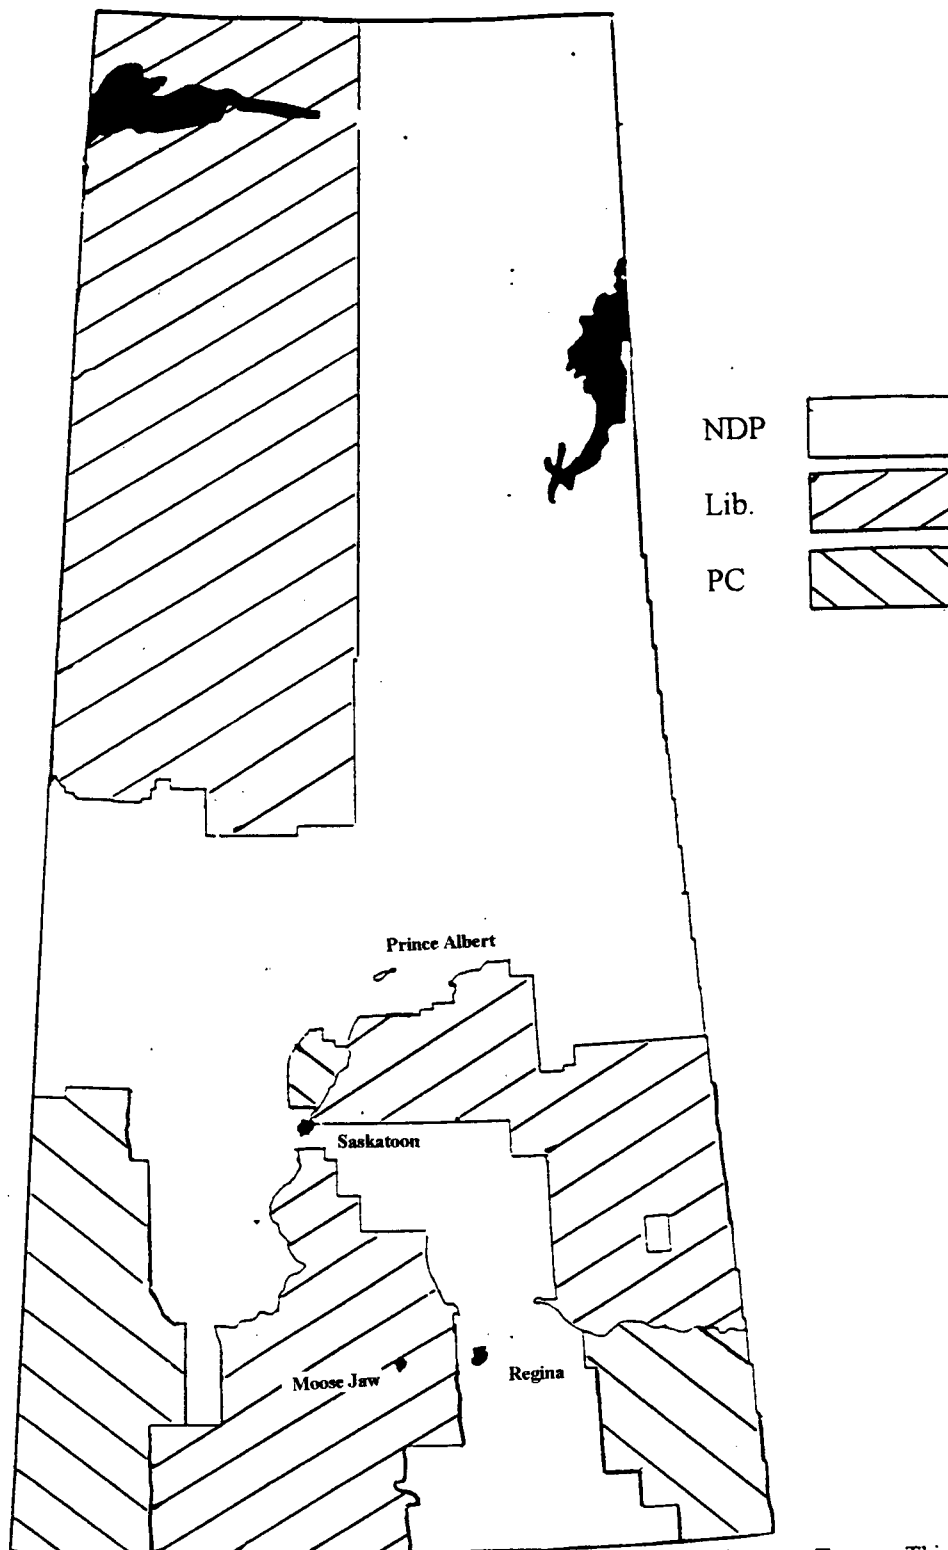 NDP
Lib.
PC
Prince Albert
Saskatoon
Moose Jaw
Regina